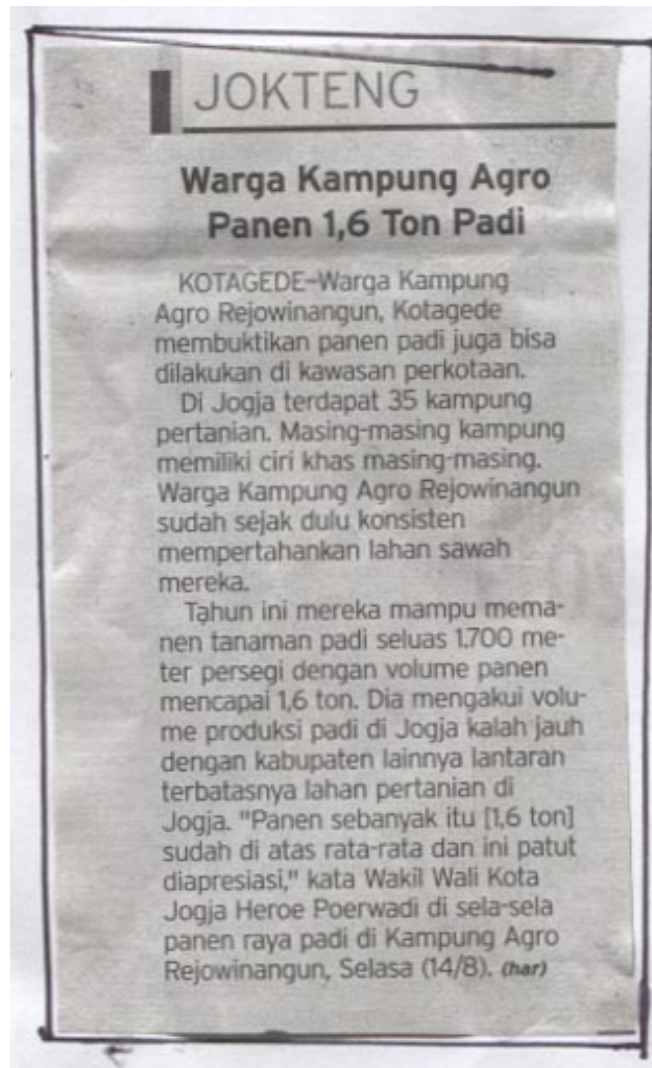 JOKTENG
Warga Kampung Agro
Panen 1,6 Ton Padi
KOTAGEDE–Warga Kampung
Agro Rejowinangun, Kotagede
membuktikan panen padi juga bisa
dilakukan di kawasan perkotaan.
Di Jogja terdapat 35 kampung
pertanian. Masing-masing kampung
memiliki ciri khas masing-masing.
Warga Kampung Agro Rejowinangun
sudah sejak dulu konsisten
mempertahankan lahan sawah
mereka.
Tahun ini mereka mampu mema-
nen tanaman padi seluas 1.700 me-
ter persegi dengan volume panen
mencapai 1,6 ton. Dia mengakui volu-
me produksi padi di Jogja kalah jauh
dengan kabupaten lainnya lantaran
terbatasnya lahan pertanian di
Jogja. "Panen sebanyak itu [1,6 ton]
sudah di atas rata-rata dan ini patut
diapresiasi," kata Wakil Wali Kota
Jogja Heroe Poerwadi di sela-sela
panen raya padi di Kampung Agro
Rejowinangun, Selasa (14/8). (har)